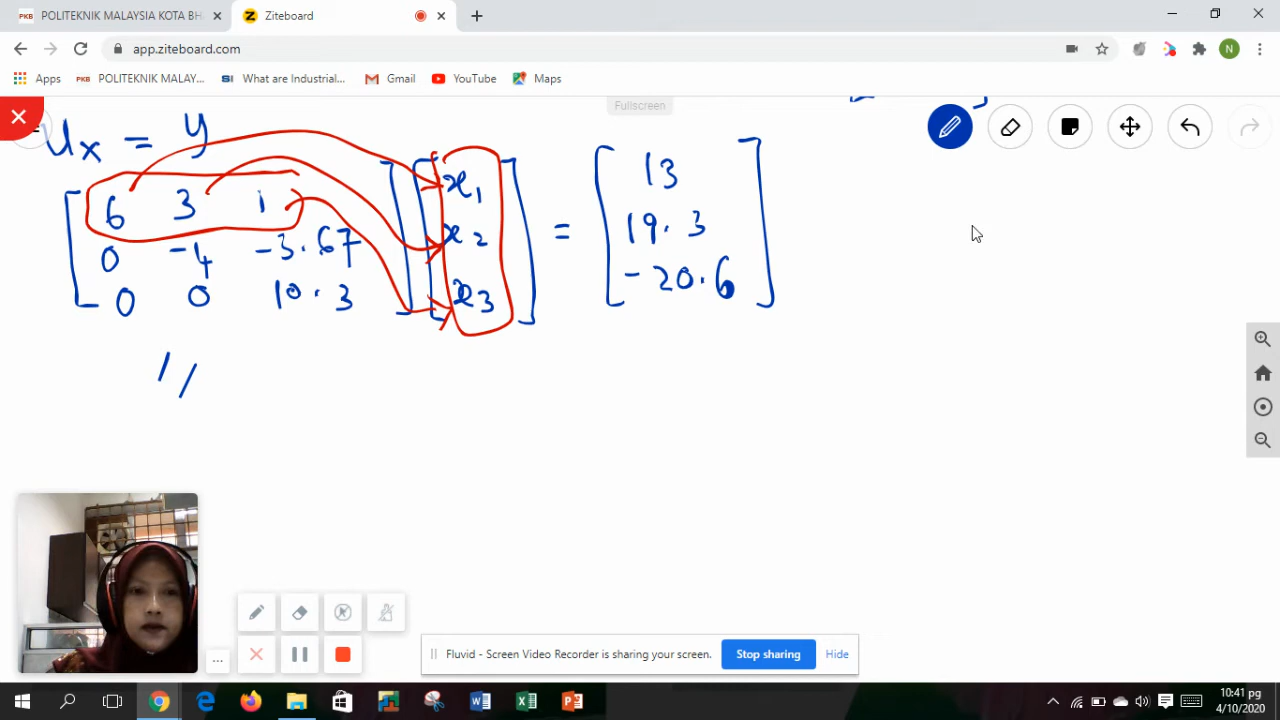 POLITEKNIK MALAYSIA KOTA BH
Ziteboard
app.ziteboard.com
N
Apps
PKB POLITEKNIK MALAY...
SI What are Industrial...
Gmail
YouTube
Maps
Fullscreen
Ux = y
6 3 1 x1 = 13
0 -4 -3.67 x2 19.3
0 0 10.3 x3 -20.6
Fluvid - Screen Video Recorder is sharing your screen.
Stop sharing
Hide
10:41 pg
4/10/2020